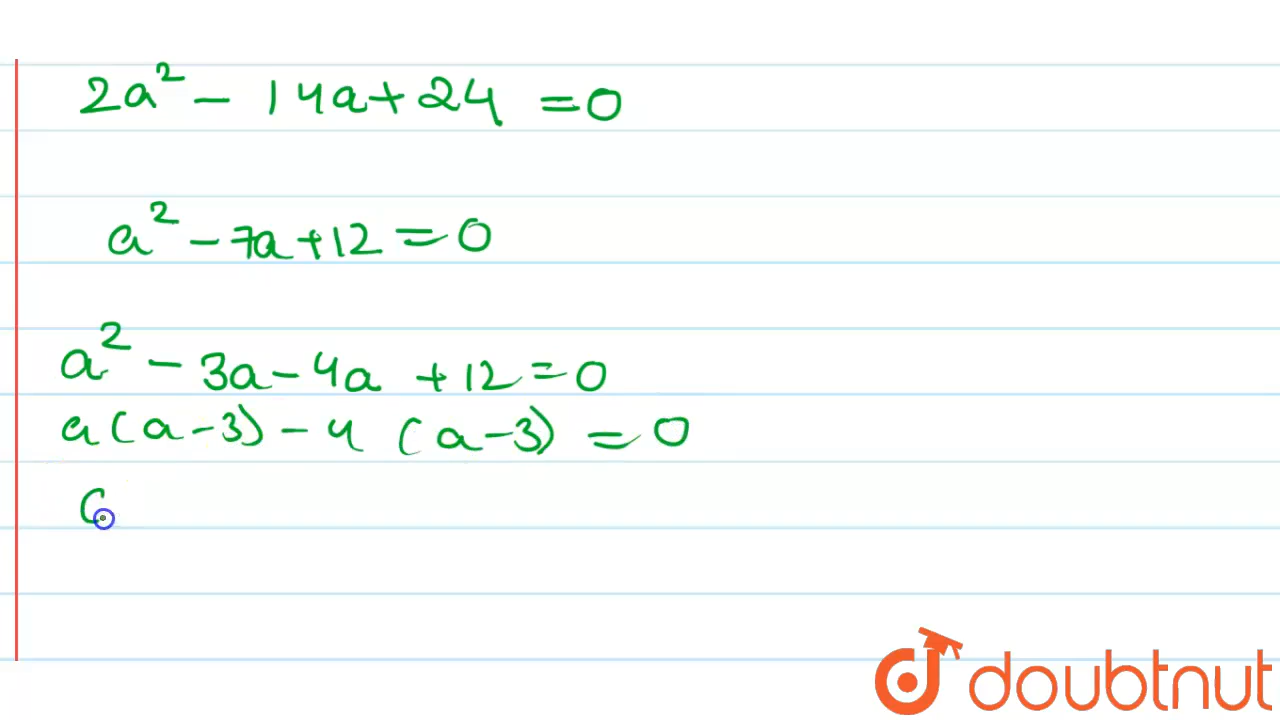 2a² - 14a + 24 = 0
a² - 7a + 12 = 0
a² - 3a - 4a + 12 = 0
a(a-3) - 4(a-3) = 0
(
doubtnut